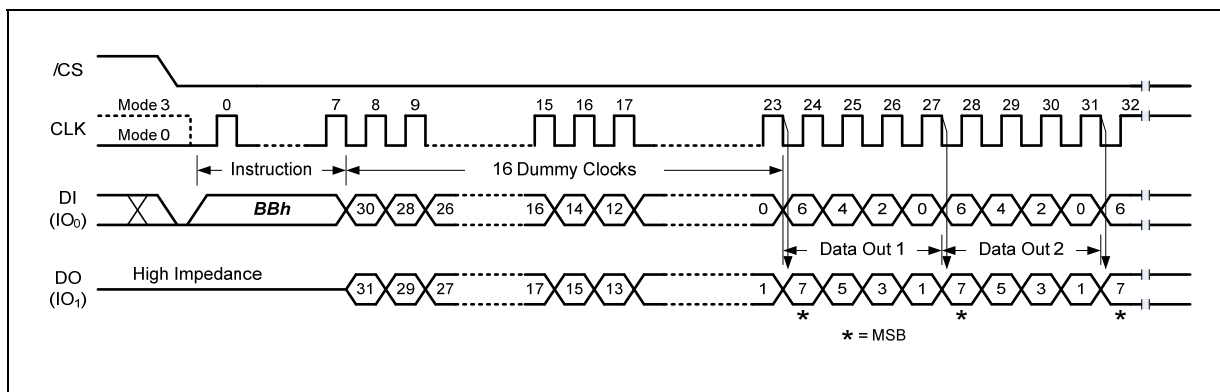 /CS
Mode 3 0 7 8 9 15 16 17 23 24 25 26 27 28 29 30 31 32
CLK
Mode 0
Instruction 16 Dummy Clocks
DI
(IO0) BBh 30 28 26 16 14 12 0 6 4 2 0 6 4 2 0 6
Data Out 1 Data Out 2
High Impedance
DO
(IO1) 31 29 27 17 15 13 1 7 5 3 1 7 5 3 1 7
* * *
* = MSB